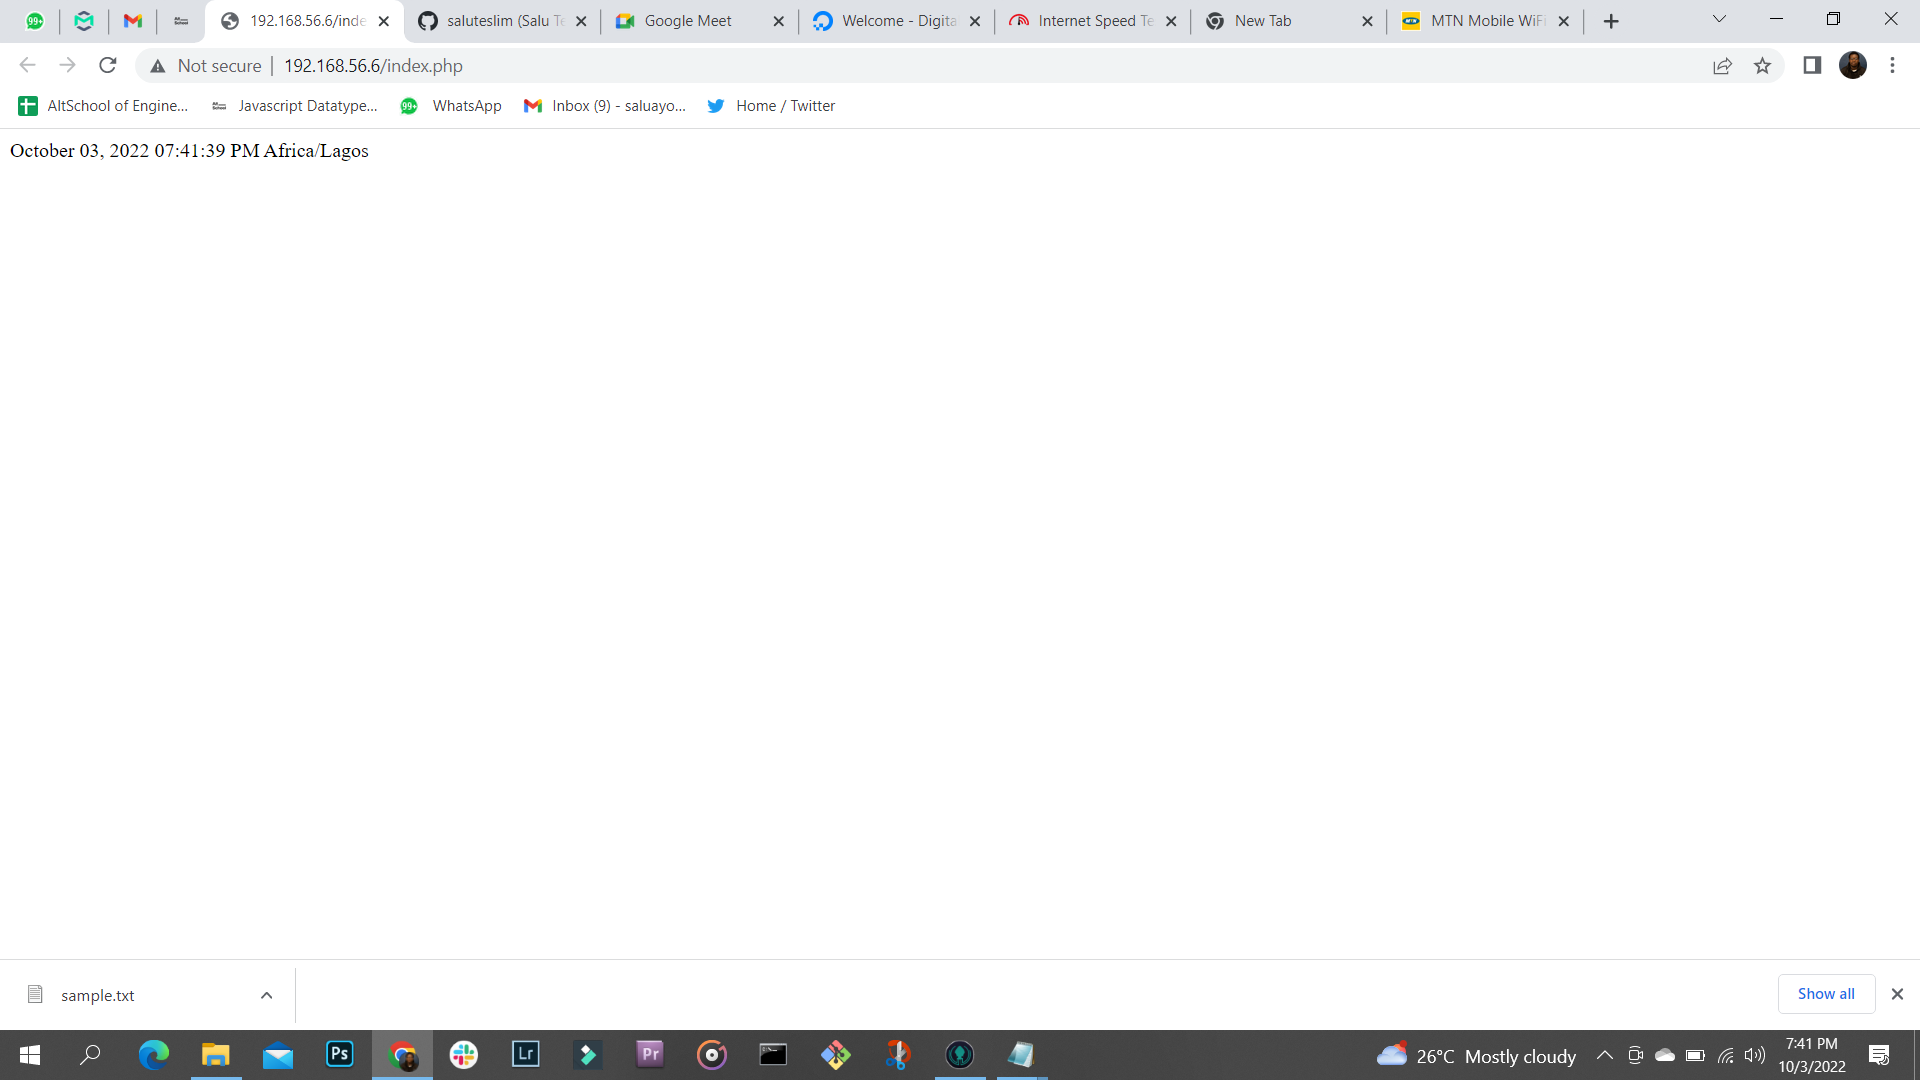 99+
192.168.56.6/inde
saluteslim (Salu Te
Google Meet
Welcome - Digita
Internet Speed Te
New Tab
MTN Mobile WiFi
Not secure | 192.168.56.6/index.php
AltSchool of Engine...
Javascript Datatype...
99+ WhatsApp
Inbox (9) - saluayo...
Home / Twitter
October 03, 2022 07:41:39 PM Africa/Lagos
sample.txt
Show all
Ps
Lr
Pr
26°C Mostly cloudy
7:41 PM
10/3/2022